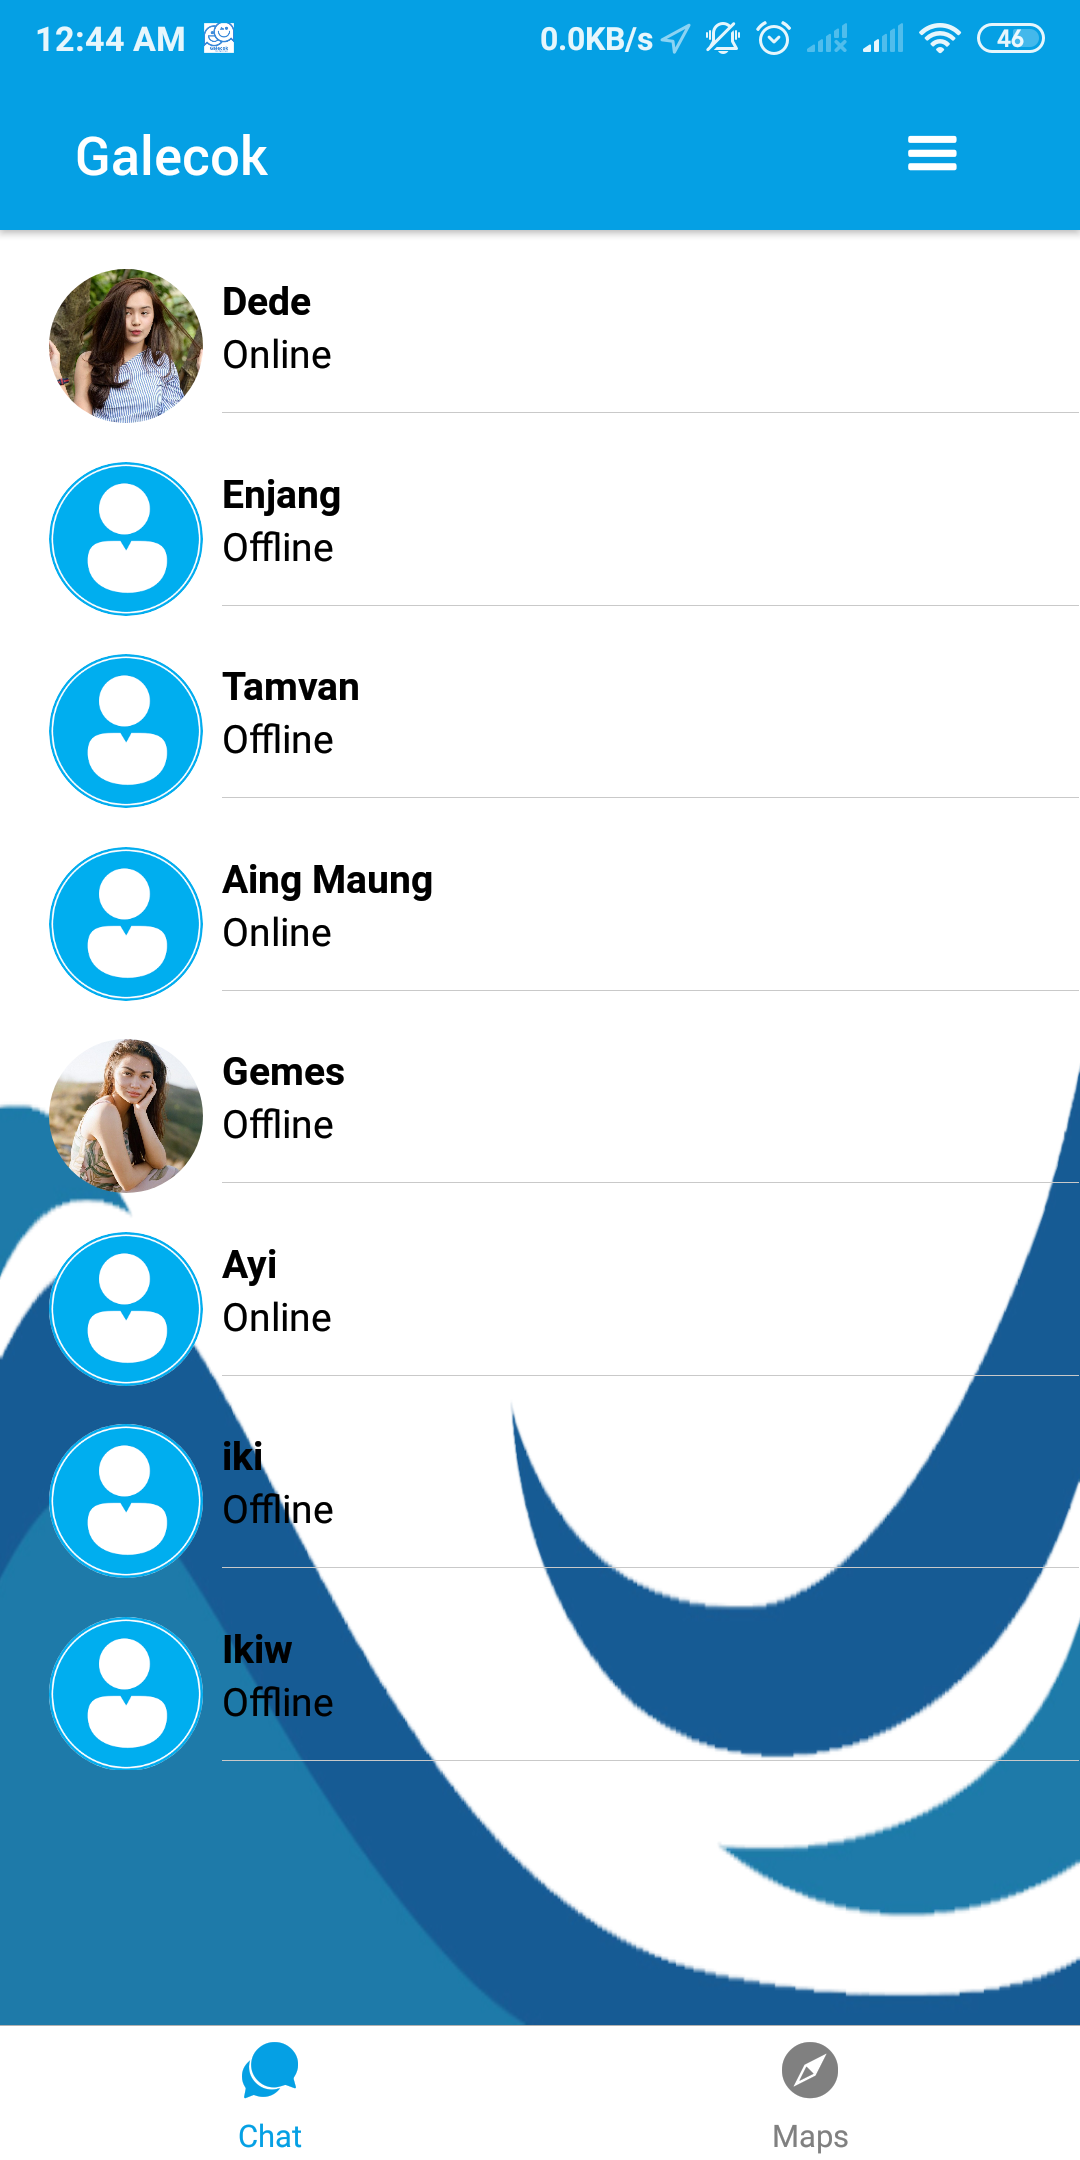 12:44 AM 0.0KB/s 46
Galecok
Dede
Online
Enjang
Offline
Tamvan
Offline
Aing Maung
Online
Gemes
Offline
Ayi
Online
iki
Offline
Ikiw
Offline
Chat Maps